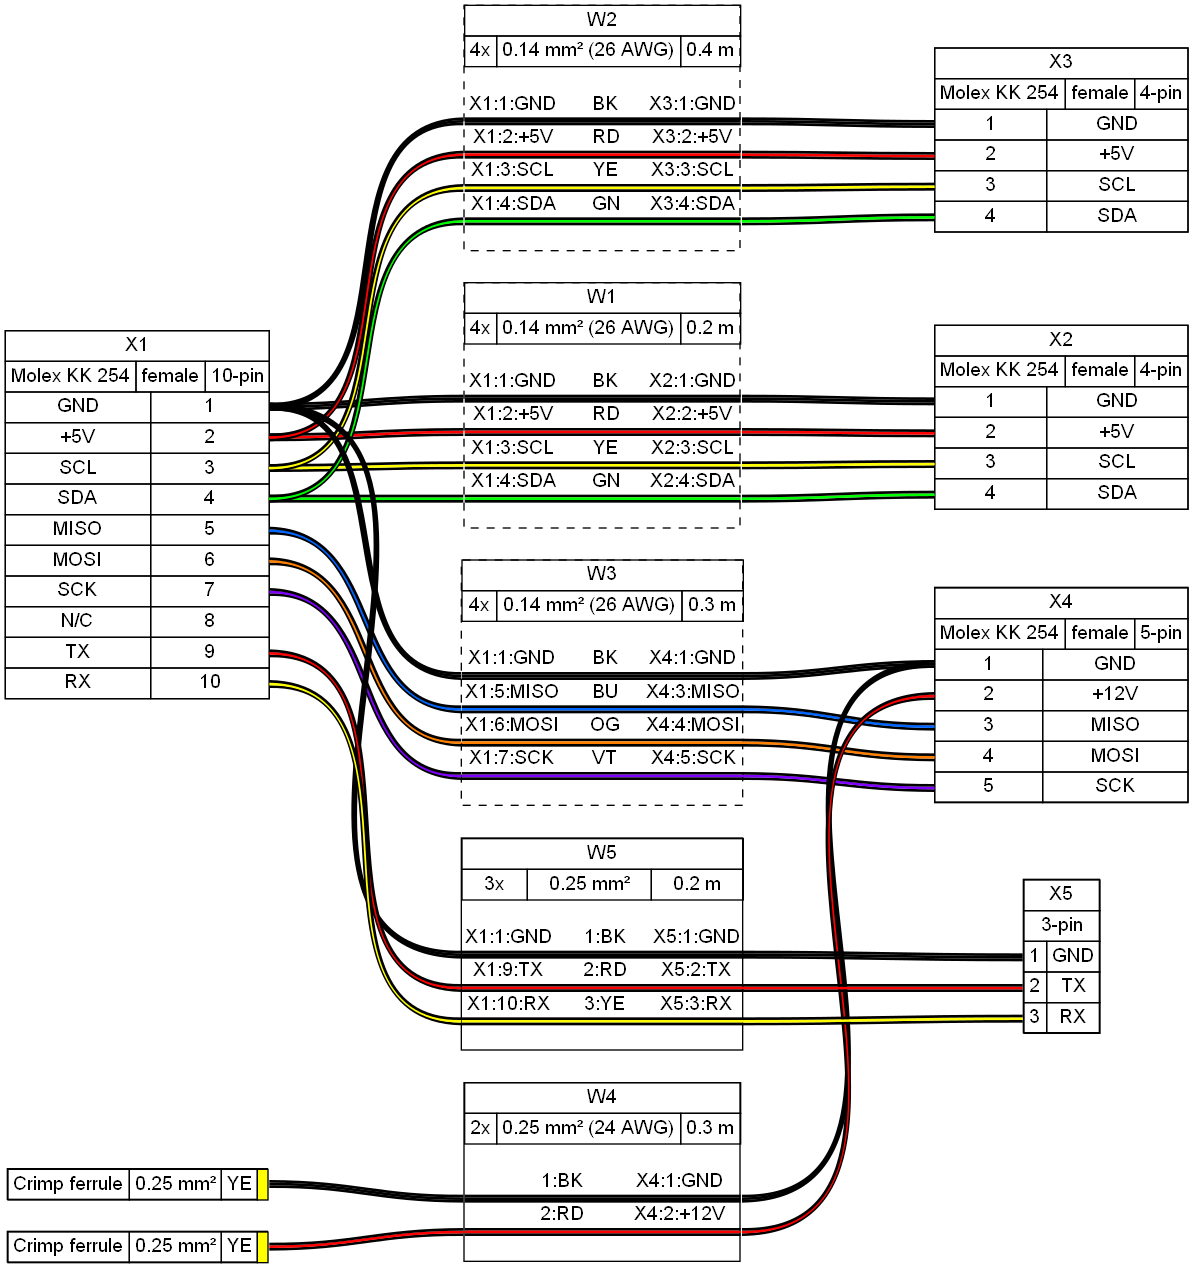 W2
4x 0.14 mm² (26 AWG) 0.4 m
X1:1:GND BK X3:1:GND
X1:2:+5V RD X3:2:+5V
X1:3:SCL YE X3:3:SCL
X1:4:SDA GN X3:4:SDA
X3
Molex KK 254 female 4-pin
1 GND
2 +5V
3 SCL
4 SDA
W1
4x 0.14 mm² (26 AWG) 0.2 m
X1:1:GND BK X2:1:GND
X1:2:+5V RD X2:2:+5V
X1:3:SCL YE X2:3:SCL
X1:4:SDA GN X2:4:SDA
X2
Molex KK 254 female 4-pin
1 GND
2 +5V
3 SCL
4 SDA
X1
Molex KK 254 female 10-pin
GND 1
+5V 2
SCL 3
SDA 4
MISO 5
MOSI 6
SCK 7
N/C 8
TX 9
RX 10
W3
4x 0.14 mm² (26 AWG) 0.3 m
X1:1:GND BK X4:1:GND
X1:5:MISO BU X4:3:MISO
X1:6:MOSI OG X4:4:MOSI
X1:7:SCK VT X4:5:SCK
X4
Molex KK 254 female 5-pin
1 GND
2 +12V
3 MISO
4 MOSI
5 SCK
W5
3x 0.25 mm² 0.2 m
X1:1:GND 1:BK X5:1:GND
X1:9:TX 2:RD X5:2:TX
X1:10:RX 3:YE X5:3:RX
X5
3-pin
1 GND
2 TX
3 RX
W4
2x 0.25 mm² (24 AWG) 0.3 m
1:BK X4:1:GND
2:RD X4:2:+12V
Crimp ferrule 0.25 mm² YE
Crimp ferrule 0.25 mm² YE